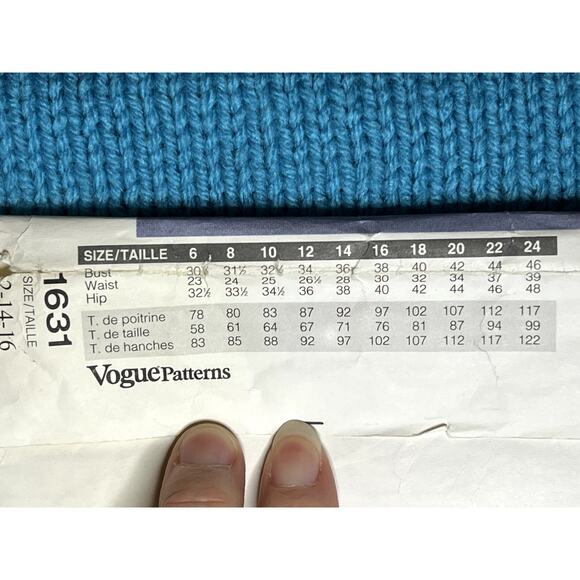 SIZE/TAILLE 6 8 10 12 14 16 18 20 22 24
Bust 30½ 31½ 32½ 34 36 38 40 42 44 46
Waist 23 24 25 26½ 28 30 32 34 37 39
Hip 32½ 33½ 34½ 36 38 40 42 44 46 48
T. de poitrine 78 80 83 87 92 97 102 107 112 117
T. de taille 58 61 64 67 71 76 81 87 94 99
T. de hanches 83 85 88 92 97 102 107 112 117 122
VoguePatterns
1631
SIZE/TAILLE
2-14-16